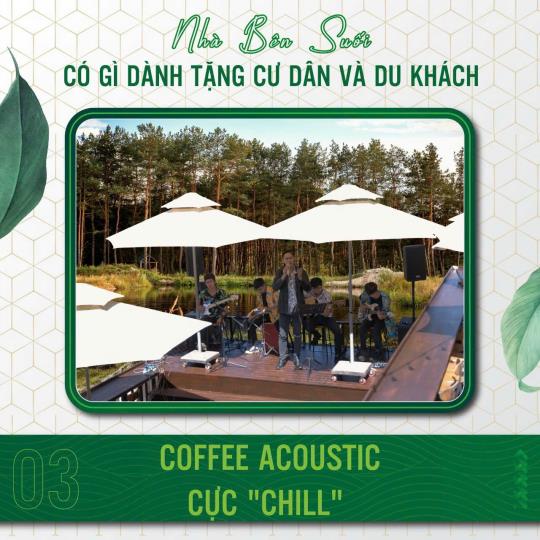 Nhà Bên Suối
CÓ GÌ DÀNH TẶNG CƯ DÂN VÀ DU KHÁCH
03
COFFEE ACOUSTIC
CỰC "CHILL"